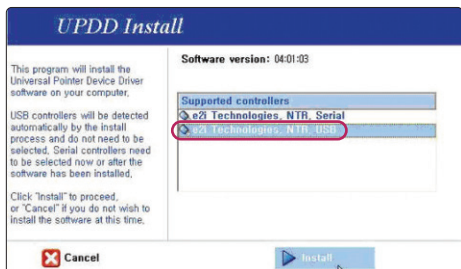 UPDD Install
This program will install the
Universal Pointer Device Driver
software on your computer.
USB controllers will be detected
automatically by the install
process and do not need to be
selected. Serial controllers need
to be selected now or after the
software has been installed.
Click "Install" to proceed,
or "Cancel" if you do not wish to
install the software at this time.
Software version: 04:01:03
Supported controllers
e2i Technologies, NTR, Serial
e2i Technologies, NTR, USB
Cancel
Install